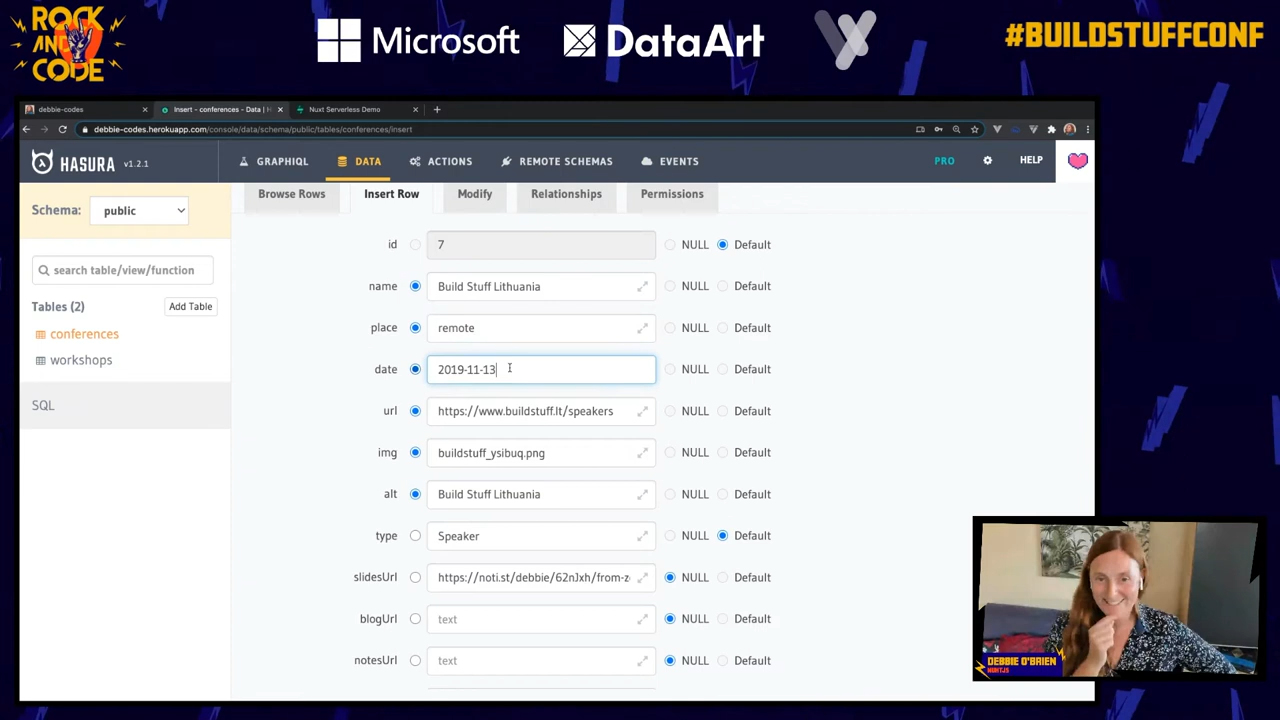 ROCK
AND
CODE
Microsoft
DataArt
#BUILDSTUFFCONF
debbie-codes
Insert - conferences - Data | H
Nuxt Serverless Demo
debbie-codes.herokuapp.com/console/data/schema/public/tables/conferences/insert
HASURA v1.2.1
GRAPHIQL
DATA
ACTIONS
REMOTE SCHEMAS
EVENTS
PRO
HELP
Schema:
public
search table/view/function
Tables (2)
Add Table
conferences
workshops
SQL
Browse Rows
Insert Row
Modify
Relationships
Permissions
id 7 NULL Default
name Build Stuff Lithuania NULL Default
place remote NULL Default
date 2019-11-13 NULL Default
url https://www.buildstuff.lt/speakers NULL Default
img buildstuff_ysibuq.png NULL Default
alt Build Stuff Lithuania NULL Default
type Speaker NULL Default
slidesUrl https://noti.st/debbie/62nJxh/from-z NULL Default
blogUrl text NULL Default
notesUrl text NULL Default
DEBBIE O'BRIEN
NUXTJS